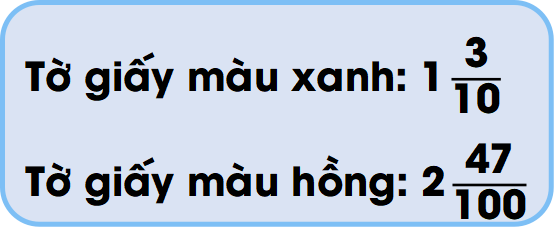 Tờ giấy màu xanh: 1 3/10
Tờ giấy màu hồng: 2 47/100